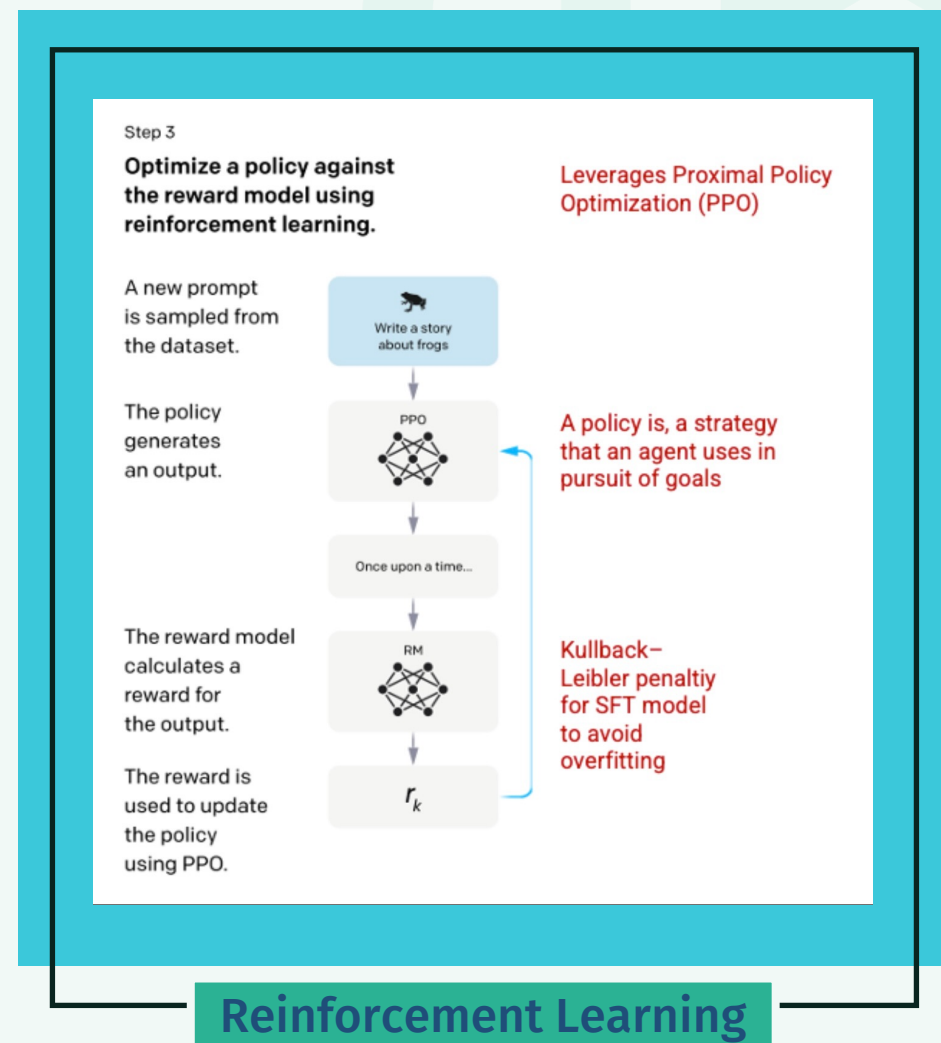 Step 3
Optimize a policy against
the reward model using
reinforcement learning.
Leverages Proximal Policy
Optimization (PPO)
A new prompt
is sampled from
the dataset.
Write a story
about frogs
The policy
generates
an output.
PPO
A policy is, a strategy
that an agent uses in
pursuit of goals
Once upon a time...
The reward model
calculates a
reward for
the output.
RM
Kullback–
Leibler penaltiy
for SFT model
to avoid
overfitting
The reward is
used to update
the policy
using PPO.
rₖ
Reinforcement Learning